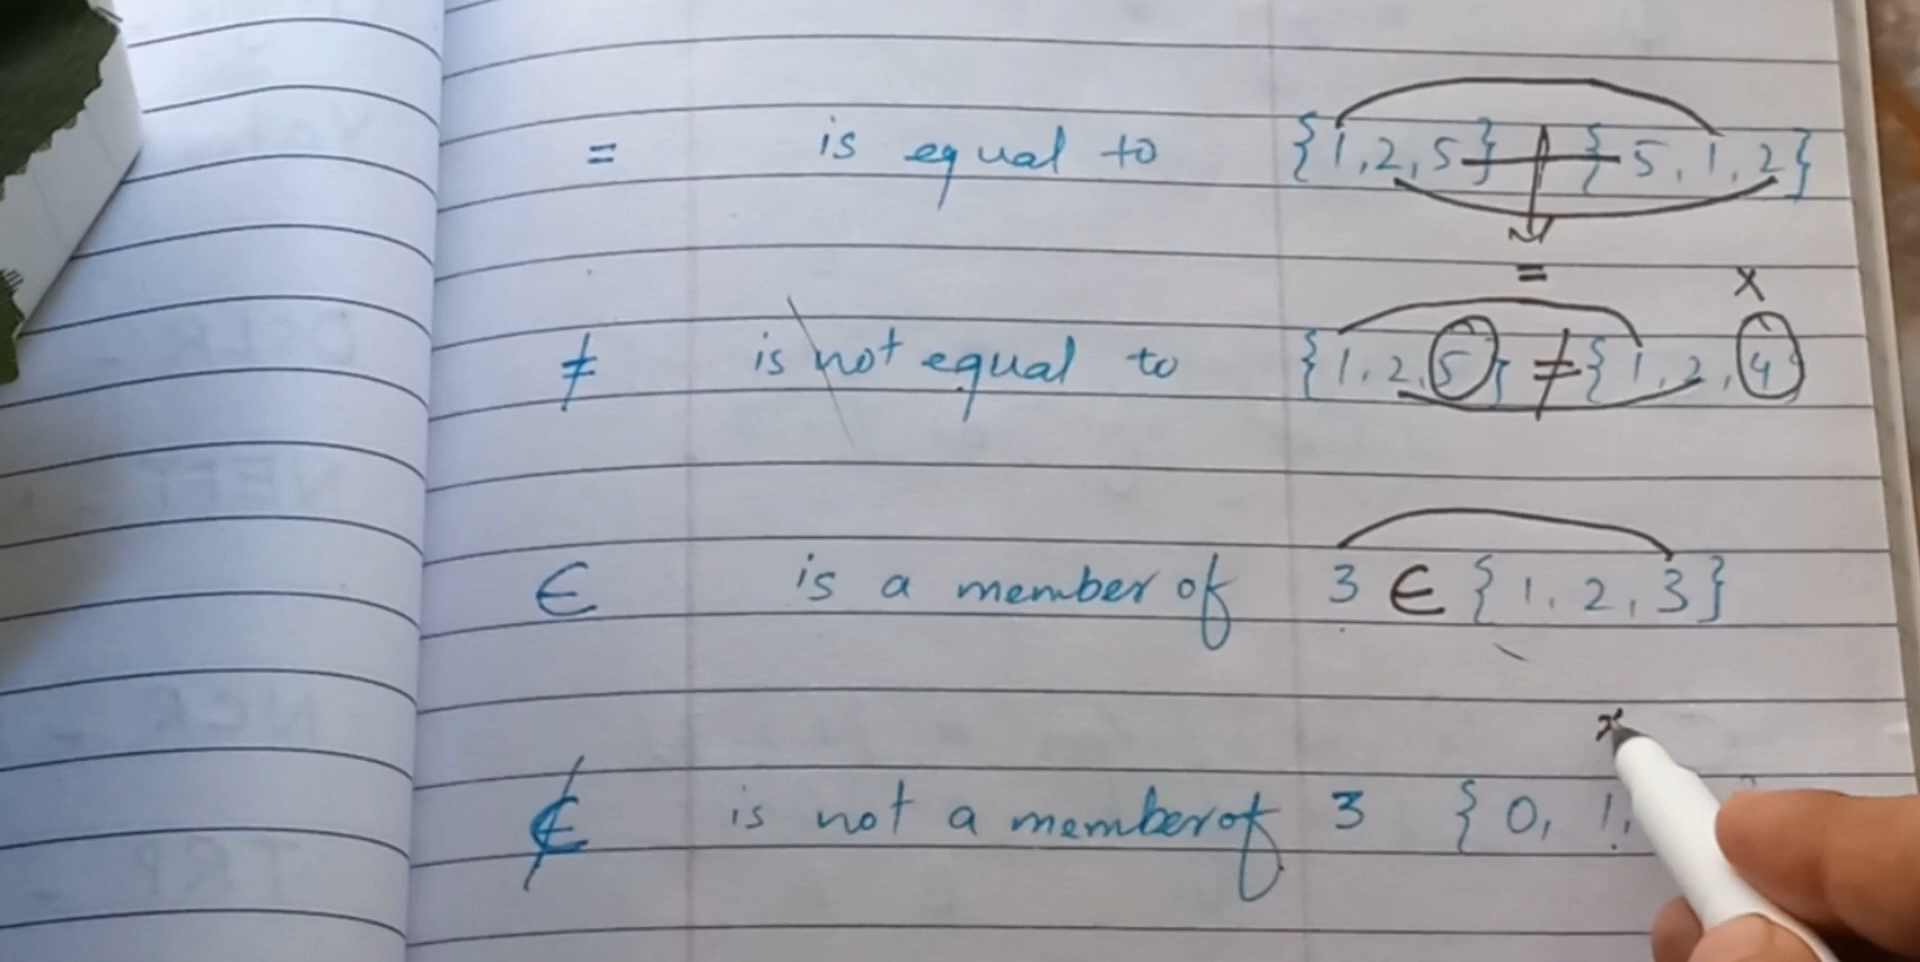 = is equal to {1,2,5} {5,1,2}
= x
≠ is not equal to {1,2,5} ≠ {1,2,4}
∈ is a member of 3 ∈ {1,2,3}
∉ is not a member of 3 {0, 1,